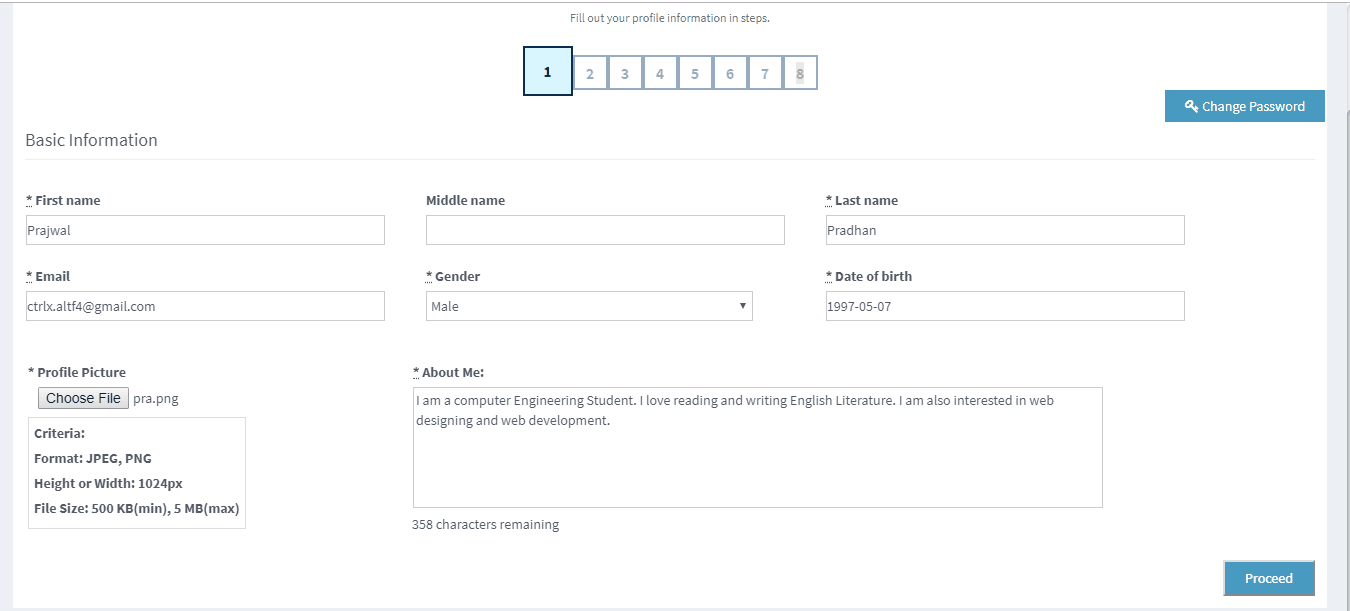 Fill out your profile information in steps.
1 2 3 4 5 6 7 8
Change Password
Basic Information
* First name
Middle name
* Last name
Prajwal
Pradhan
* Email
* Gender
* Date of birth
ctrlx.altf4@gmail.com
Male
1997-05-07
* Profile Picture
* About Me:
Choose File pra.png
I am a computer Engineering Student. I love reading and writing English Literature. I am also interested in web
designing and web development.
Criteria:
Format: JPEG, PNG
Height or Width: 1024px
File Size: 500 KB(min), 5 MB(max)
358 characters remaining
Proceed